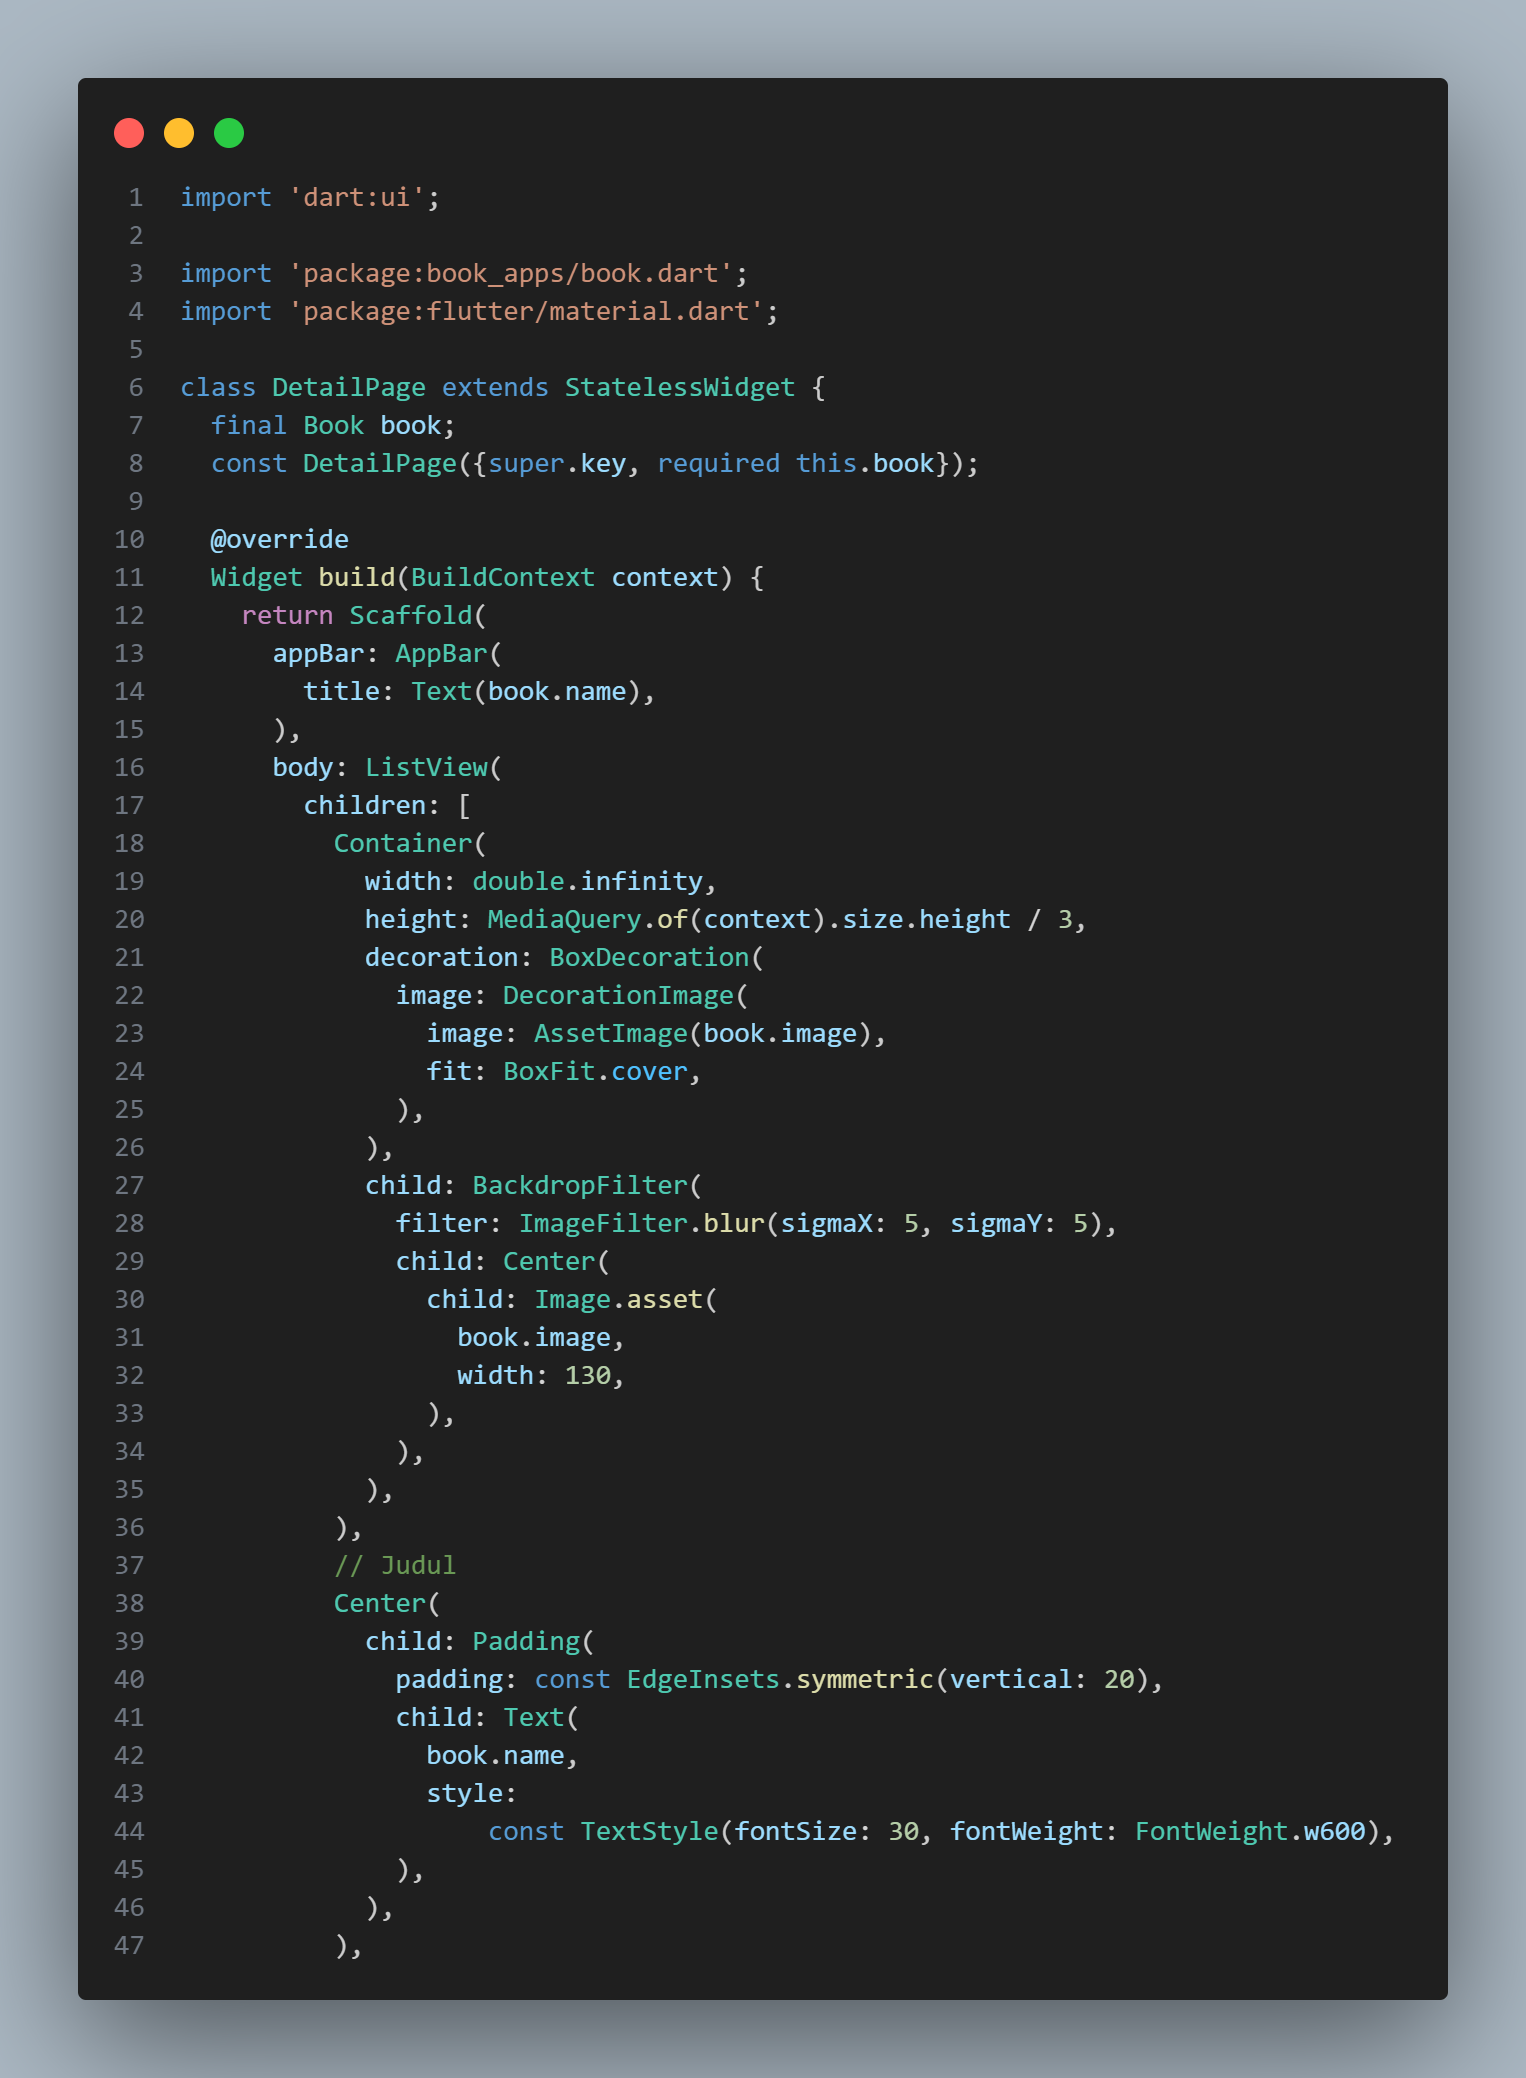 1 import 'dart:ui';
2
3 import 'package:book_apps/book.dart';
4 import 'package:flutter/material.dart';
5
6 class DetailPage extends StatelessWidget {
7   final Book book;
8   const DetailPage({super.key, required this.book});
9
10   @override
11   Widget build(BuildContext context) {
12     return Scaffold(
13       appBar: AppBar(
14         title: Text(book.name),
15       ),
16       body: ListView(
17         children: [
18           Container(
19             width: double.infinity,
20             height: MediaQuery.of(context).size.height / 3,
21             decoration: BoxDecoration(
22               image: DecorationImage(
23                 image: AssetImage(book.image),
24                 fit: BoxFit.cover,
25               ),
26             ),
27             child: BackdropFilter(
28               filter: ImageFilter.blur(sigmaX: 5, sigmaY: 5),
29               child: Center(
30                 child: Image.asset(
31                   book.image,
32                   width: 130,
33                 ),
34               ),
35             ),
36           ),
37           // Judul
38           Center(
39             child: Padding(
40               padding: const EdgeInsets.symmetric(vertical: 20),
41               child: Text(
42                 book.name,
43                 style:
44                     const TextStyle(fontSize: 30, fontWeight: FontWeight.w600),
45               ),
46             ),
47           ),